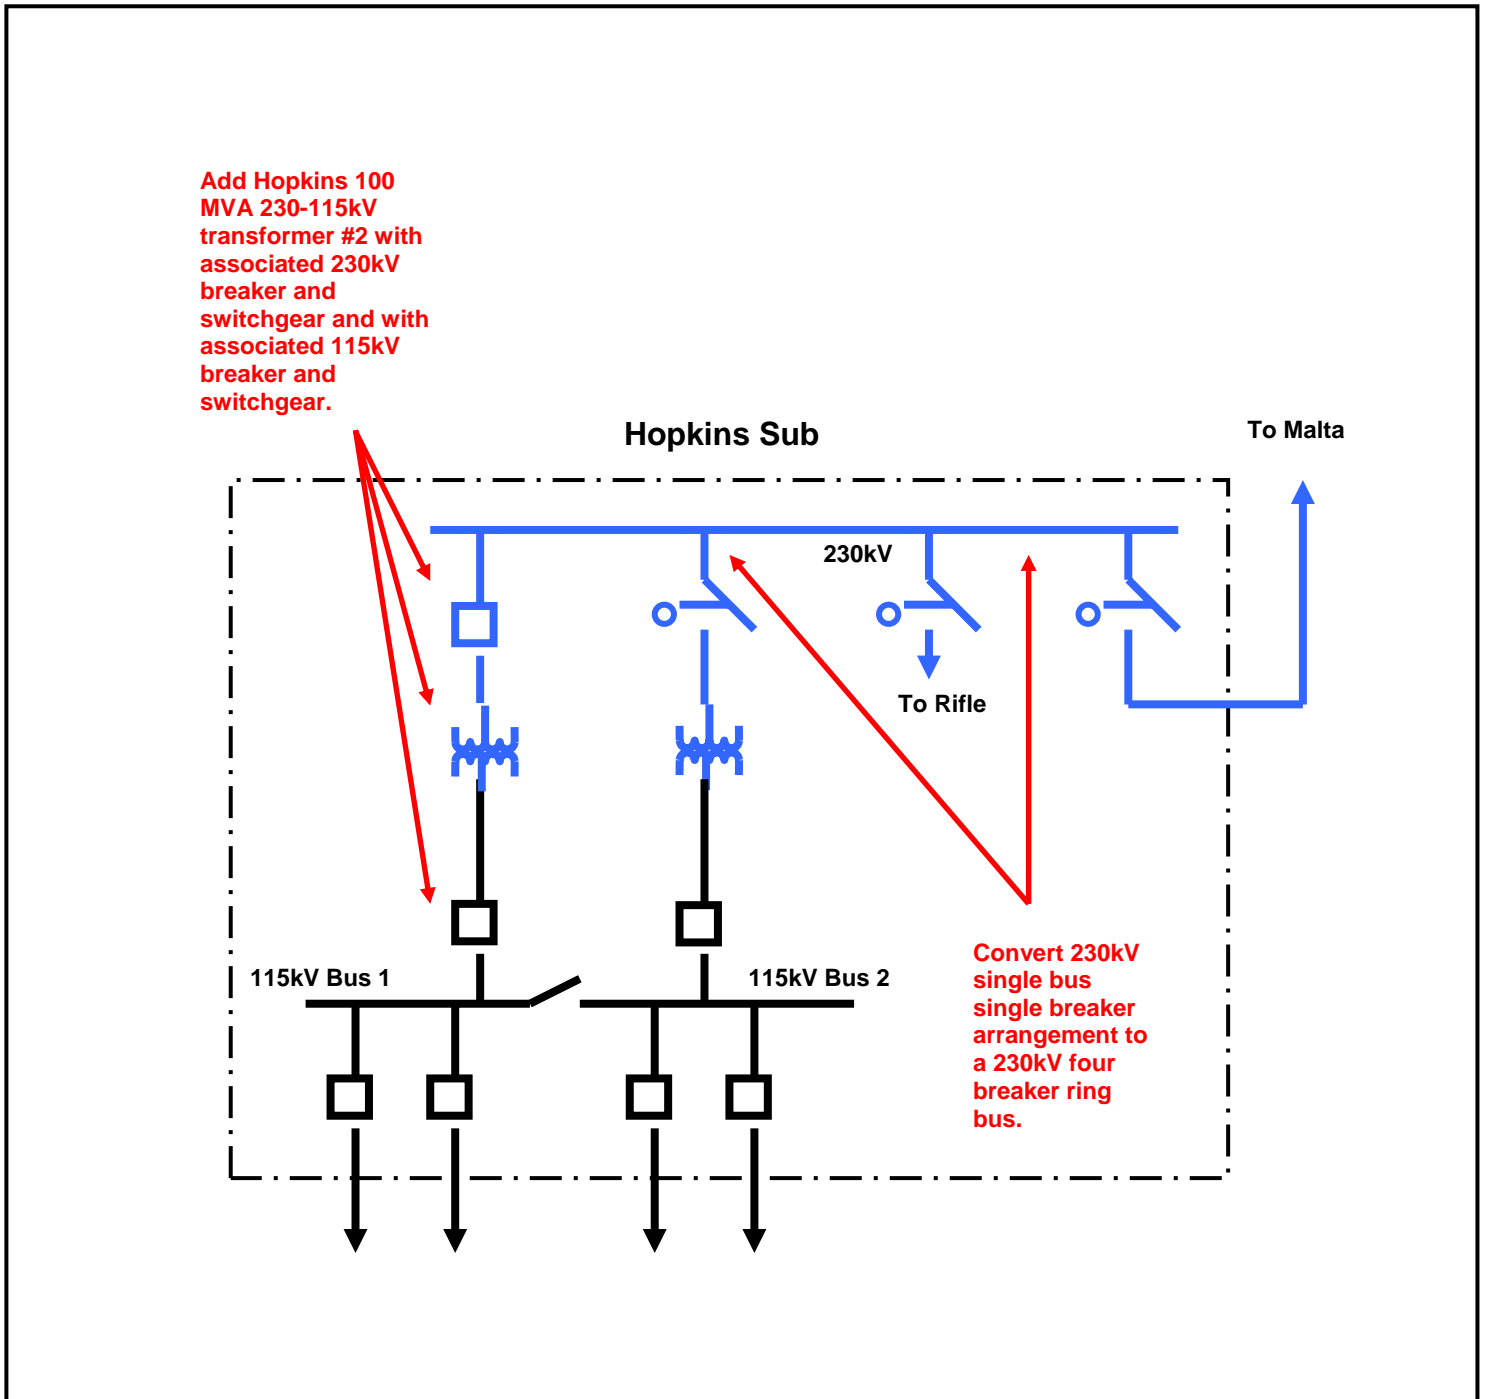 Add Hopkins 100
MVA 230-115kV
transformer #2 with
associated 230kV
breaker and
switchgear and with
associated 115kV
breaker and
switchgear.
Hopkins Sub
To Malta
230kV
To Rifle
115kV Bus 1
115kV Bus 2
Convert 230kV
single bus
single breaker
arrangement to
a 230kV four
breaker ring
bus.